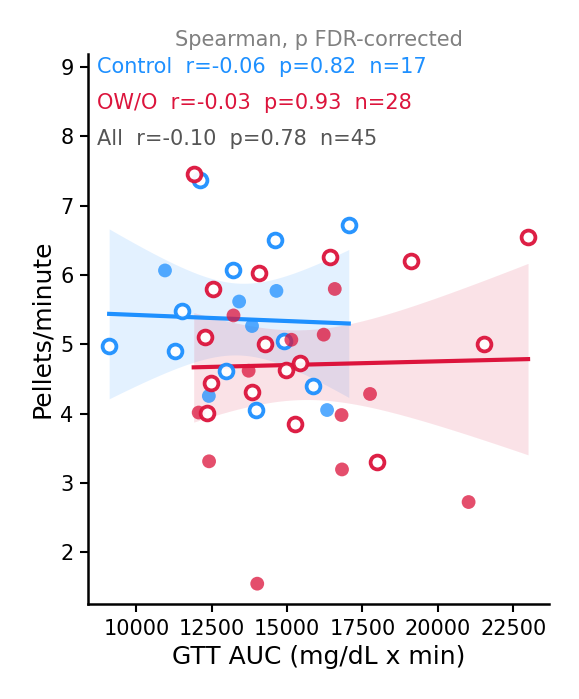 Spearman, p FDR-corrected
Control r=-0.06 p=0.82 n=17
OW/O r=-0.03 p=0.93 n=28
All r=-0.10 p=0.78 n=45
9
8
7
6
5
4
3
2
Pellets/minute
10000 12500 15000 17500 20000 22500
GTT AUC (mg/dL x min)